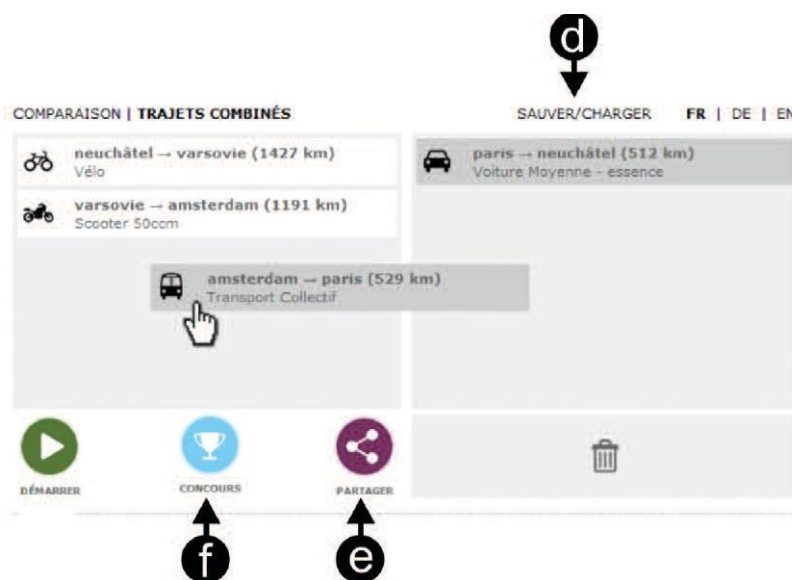 d
COMPARAISON | TRAJETS COMBINÉS
SAUVER/CHARGER FR | DE | EN
neuchâtel → varsovie (1427 km)
Vélo
varsovie → amsterdam (1191 km)
Scooter 50ccm
paris → neuchâtel (512 km)
Voiture Moyenne - essence
amsterdam → paris (529 km)
Transport Collectif
DÉMARRER
CONCOURS
PARTAGER
f
e